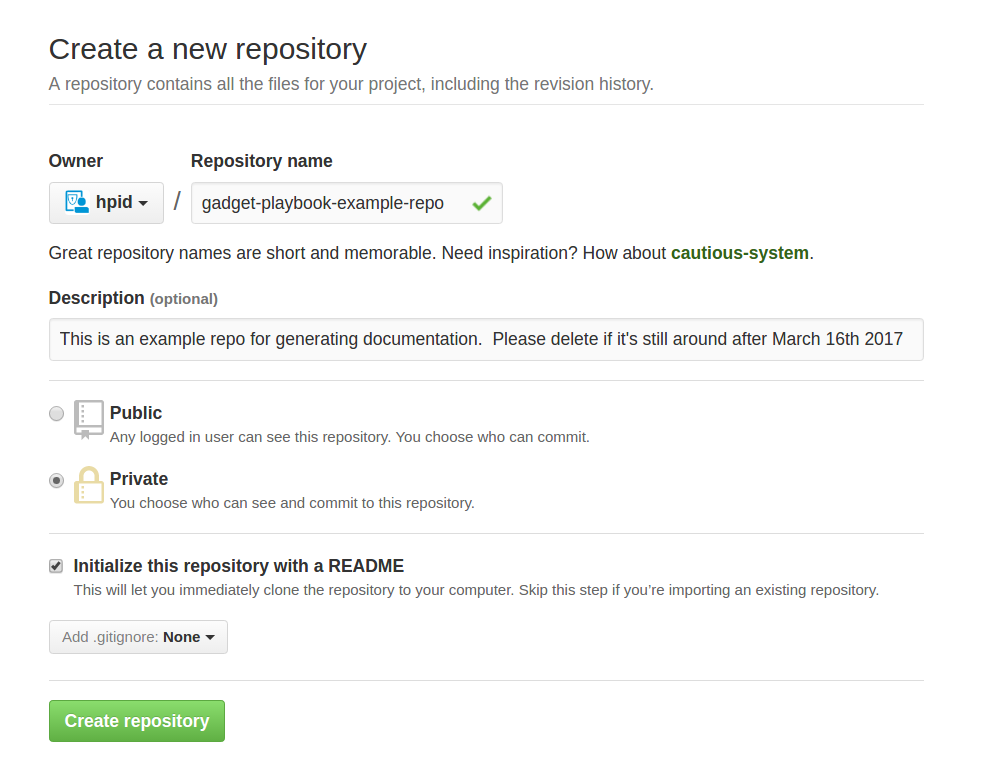 Create a new repository
A repository contains all the files for your project, including the revision history.
Owner Repository name
hpid / gadget-playbook-example-repo
Great repository names are short and memorable. Need inspiration? How about cautious-system.
Description (optional)
This is an example repo for generating documentation.  Please delete if it's still around after March 16th 2017
Public
Any logged in user can see this repository. You choose who can commit.
Private
You choose who can see and commit to this repository.
Initialize this repository with a README
This will let you immediately clone the repository to your computer. Skip this step if you’re importing an existing repository.
Add .gitignore: None
Create repository